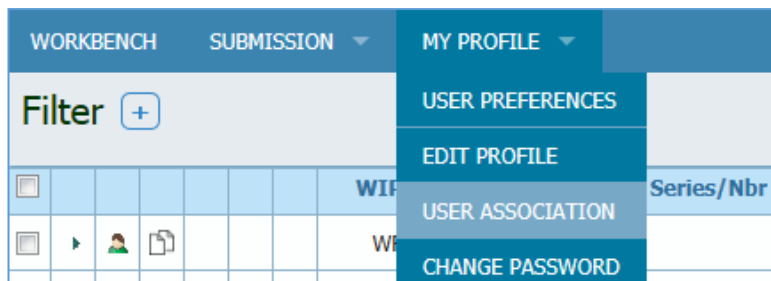 WORKBENCH SUBMISSION MY PROFILE
Filter +
USER PREFERENCES
EDIT PROFILE
USER ASSOCIATION
CHANGE PASSWORD
Series/Nbr